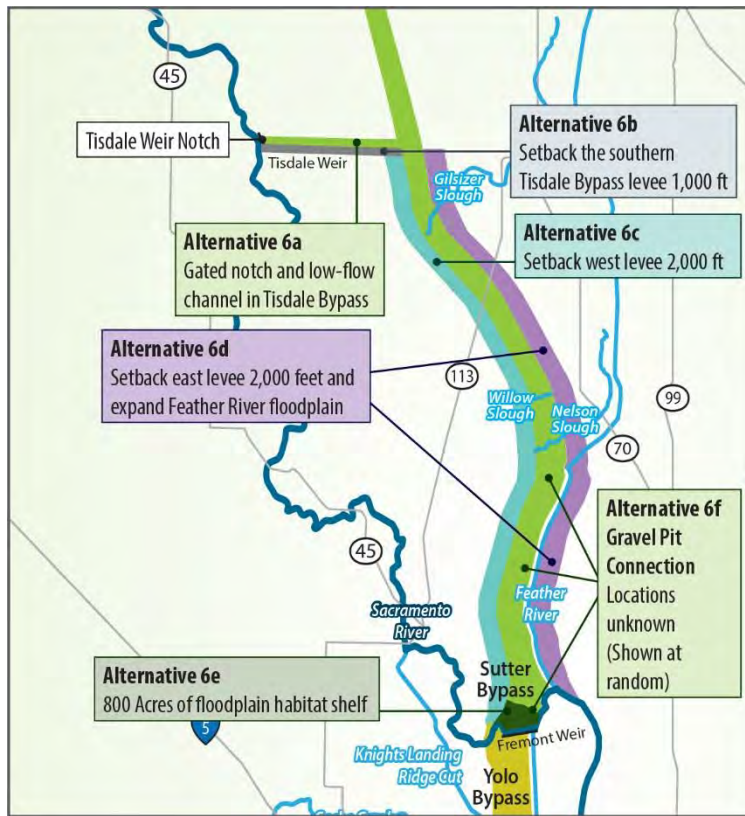 45
Tisdale Weir Notch
Tisdale Weir
Alternative 6b
Setback the southern
Tisdale Bypass levee 1,000 ft
Gilsizer
Slough
Alternative 6a
Gated notch and low-flow
channel in Tisdale Bypass
Alternative 6c
Setback west levee 2,000 ft
Alternative 6d
Setback east levee 2,000 feet and
expand Feather River floodplain
113
Willow
Slough
Nelson
Slough
99
70
Alternative 6f
Gravel Pit
Connection
Locations
unknown
(Shown at
random)
45
Feather
River
Sacramento
River
Alternative 6e
800 Acres of floodplain habitat shelf
Sutter
Bypass
5
Fremont Weir
Knights Landing
Ridge Cut
Yolo
Bypass